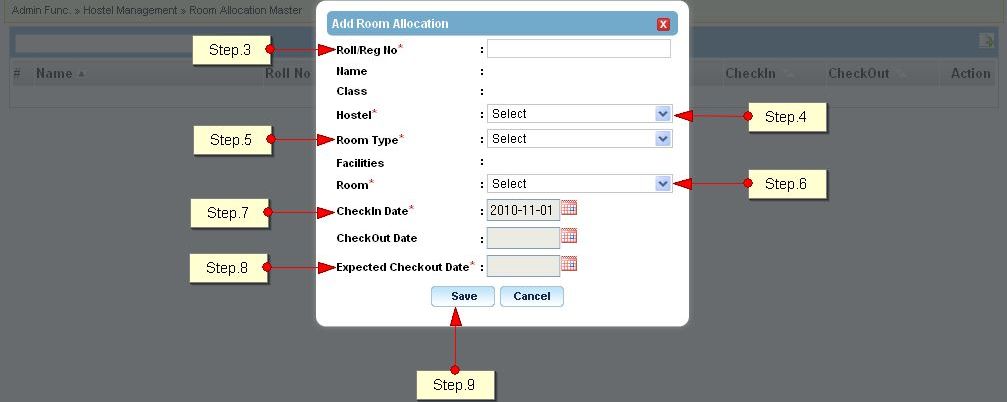 Admin Func. » Hostel Management » Room Allocation Master
Add Room Allocation X
Step.3 Roll/Reg No* :
# Name Roll No CheckIn CheckOut Action
Name :
Class :
Hostel* : Select Step.4
Step.5 Room Type* : Select
Facilities :
Room* : Select Step.6
Step.7 CheckIn Date* : 2010-11-01
CheckOut Date :
Step.8 Expected Checkout Date* :
Save Cancel
Step.9